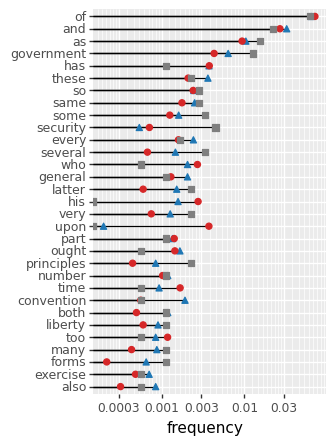 of
and
as
government
has
these
so
same
some
security
every
several
who
general
latter
his
very
upon
part
ought
principles
number
time
convention
both
liberty
too
many
forms
exercise
also
0.0003 0.001 0.003 0.01 0.03
frequency